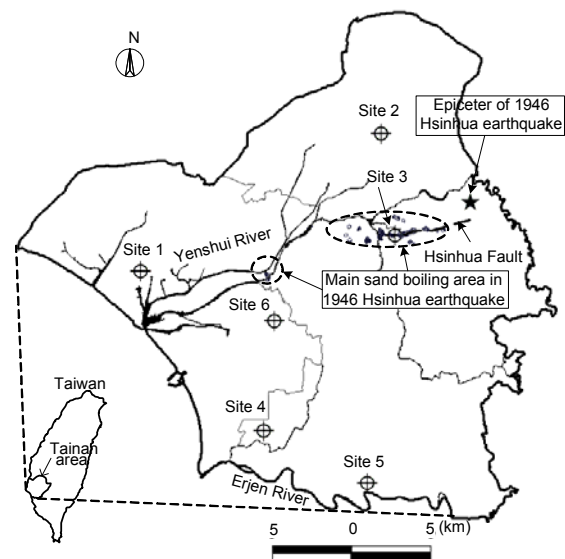 N
Site 2
Epiceter of 1946
Hsinhua earthquake
Site 3
Site 1
Yenshui River
Hsinhua Fault
Main sand boiling area in
1946 Hsinhua earthquake
Site 6
Taiwan
Site 4
Tainan
area
Site 5
Erjen River
5 0 5 (km)